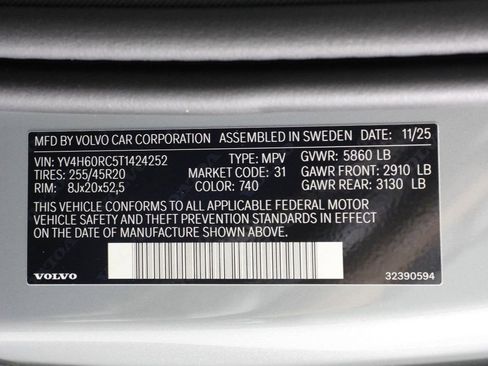 MFD BY VOLVO CAR CORPORATION ASSEMBLED IN SWEDEN DATE: 11/25
VIN: YV4H60RC5T1424252 TYPE: MPV GVWR: 5860 LB
TIRES: 255/45R20 MARKET CODE: 31 GAWR FRONT: 2910 LB
RIM: 8Jx20x52,5 COLOR: 740 GAWR REAR: 3130 LB
THIS VEHICLE CONFORMS TO ALL APPLICABLE FEDERAL MOTOR
VEHICLE SAFETY AND THEFT PREVENTION STANDARDS IN EFFECT
ON THE DATE OF MANUFACTURE SHOWN ABOVE.
VOLVO 32390594